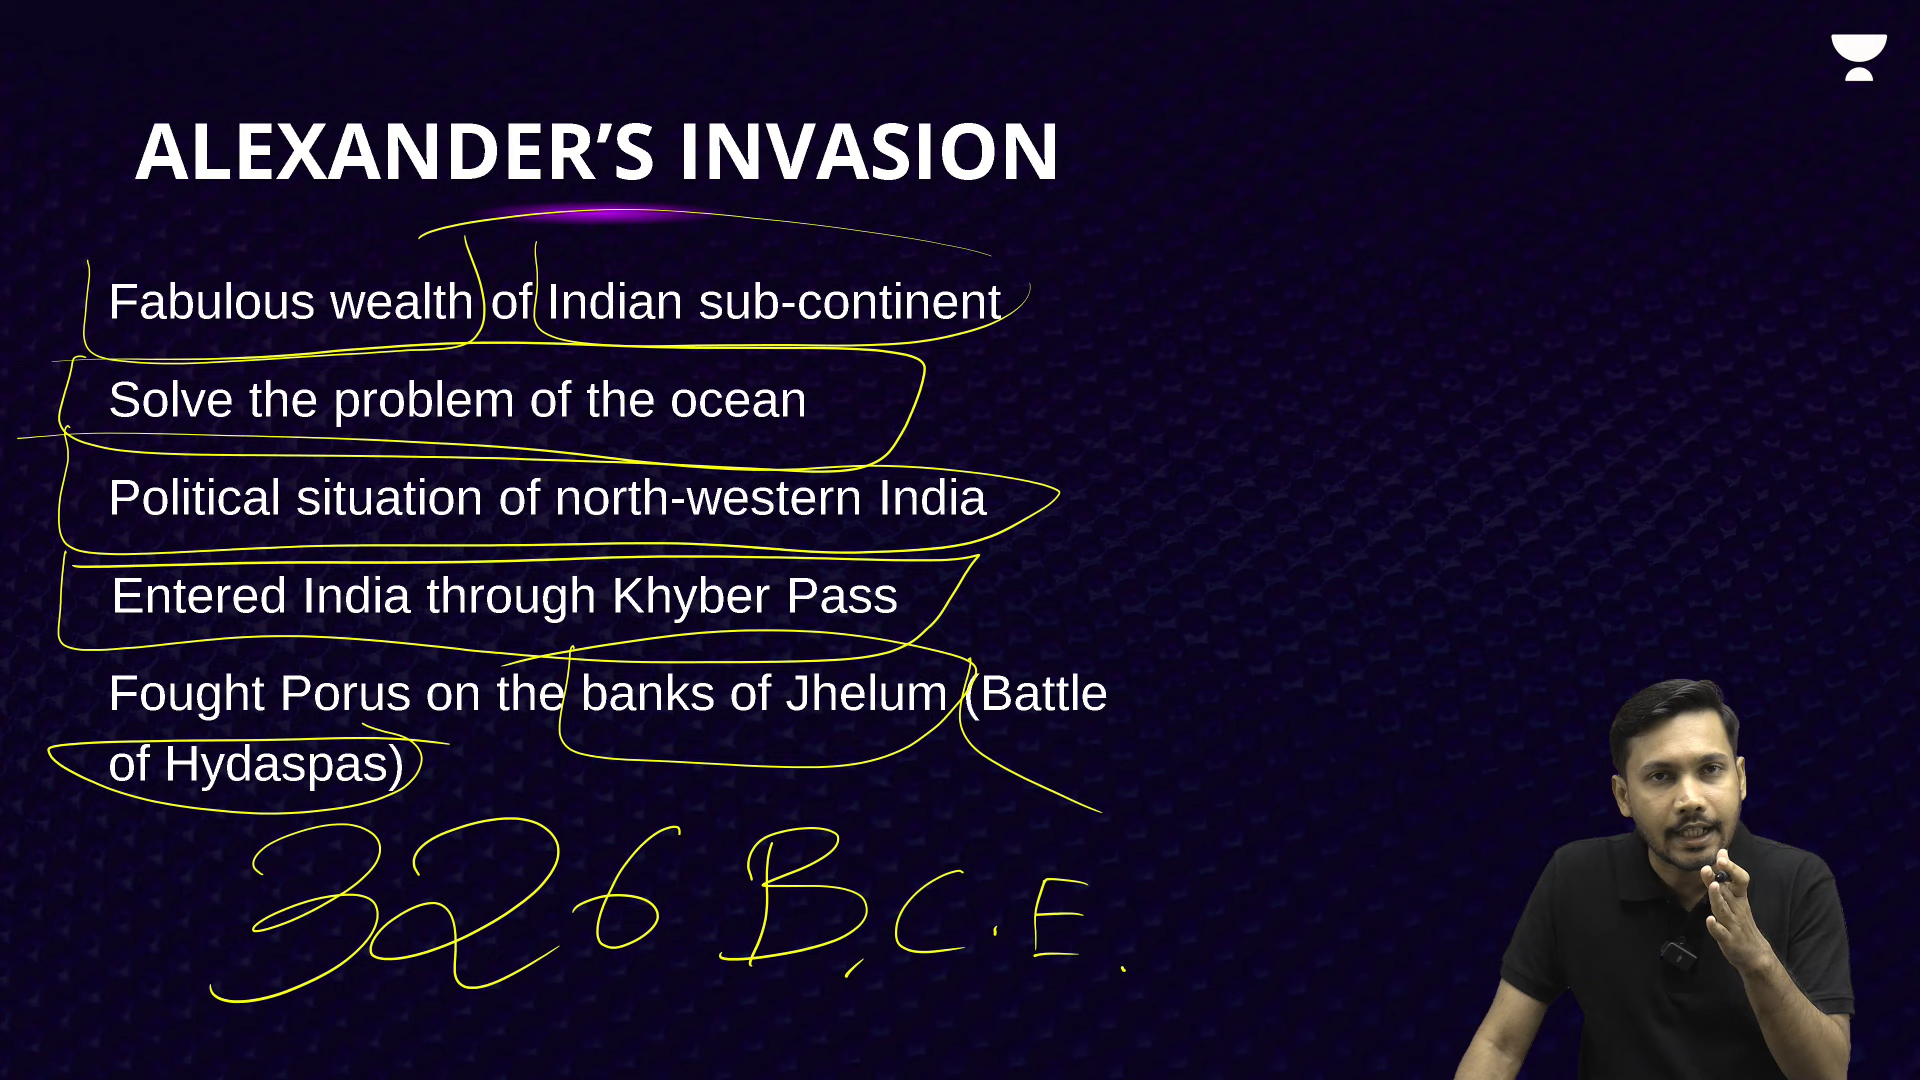 ALEXANDER’S INVASION
Fabulous wealth of Indian sub-continent
Solve the problem of the ocean
Political situation of north-western India
Entered India through Khyber Pass
Fought Porus on the banks of Jhelum (Battle
of Hydaspas)
326 B.C.E.